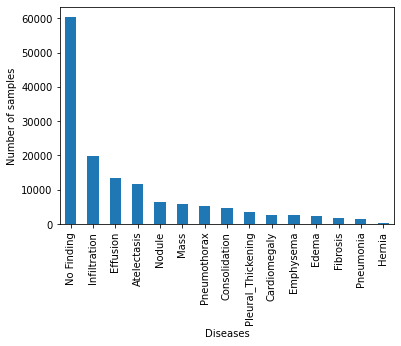 60000
50000
40000
30000
20000
10000
0
Number of samples
No Finding
Infiltration
Effusion
Atelectasis
Nodule
Mass
Pneumothorax
Consolidation
Pleural_Thickening
Cardiomegaly
Emphysema
Edema
Fibrosis
Pneumonia
Hernia
Diseases